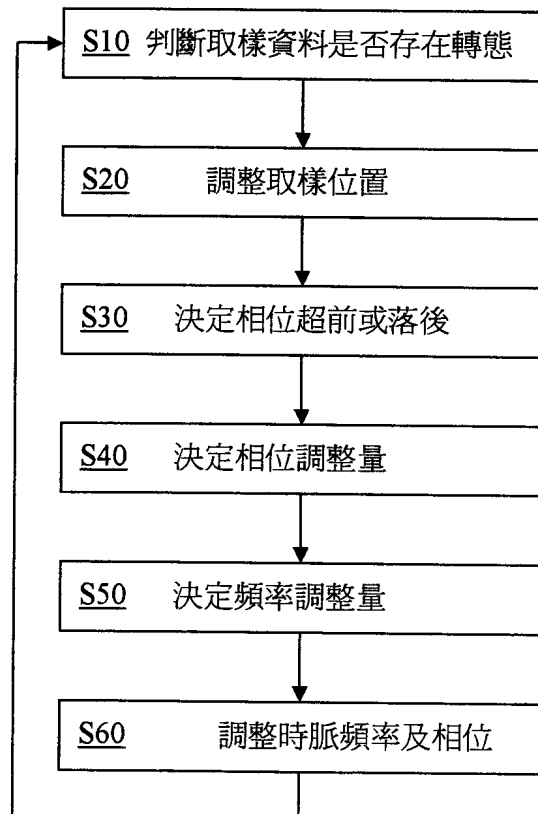 S10 判斷取樣資料是否存在轉態
S20 調整取樣位置
S30 決定相位超前或落後
S40 決定相位調整量
S50 決定頻率調整量
S60 調整時脈頻率及相位